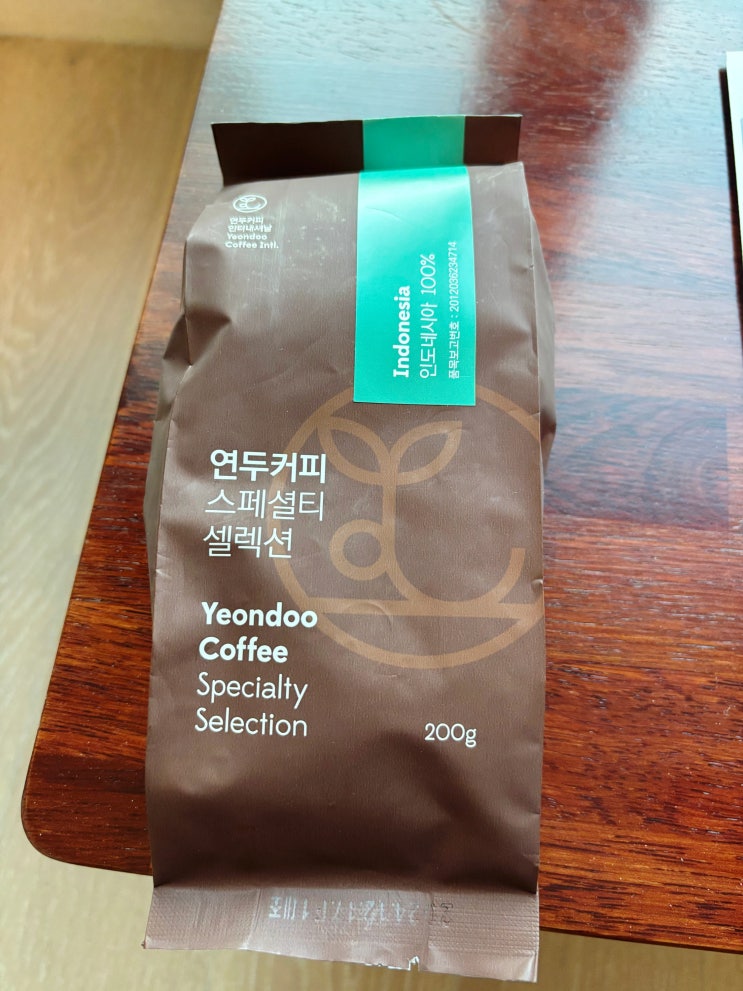 연두커피
인터내셔날
Yeondoo
Coffee Intl.
Indonesia
인도네시아 100%
품목보고번호 : 2012036234714
연두커피
스페셜티
셀렉션
Yeondoo
Coffee
Specialty
Selection
200g